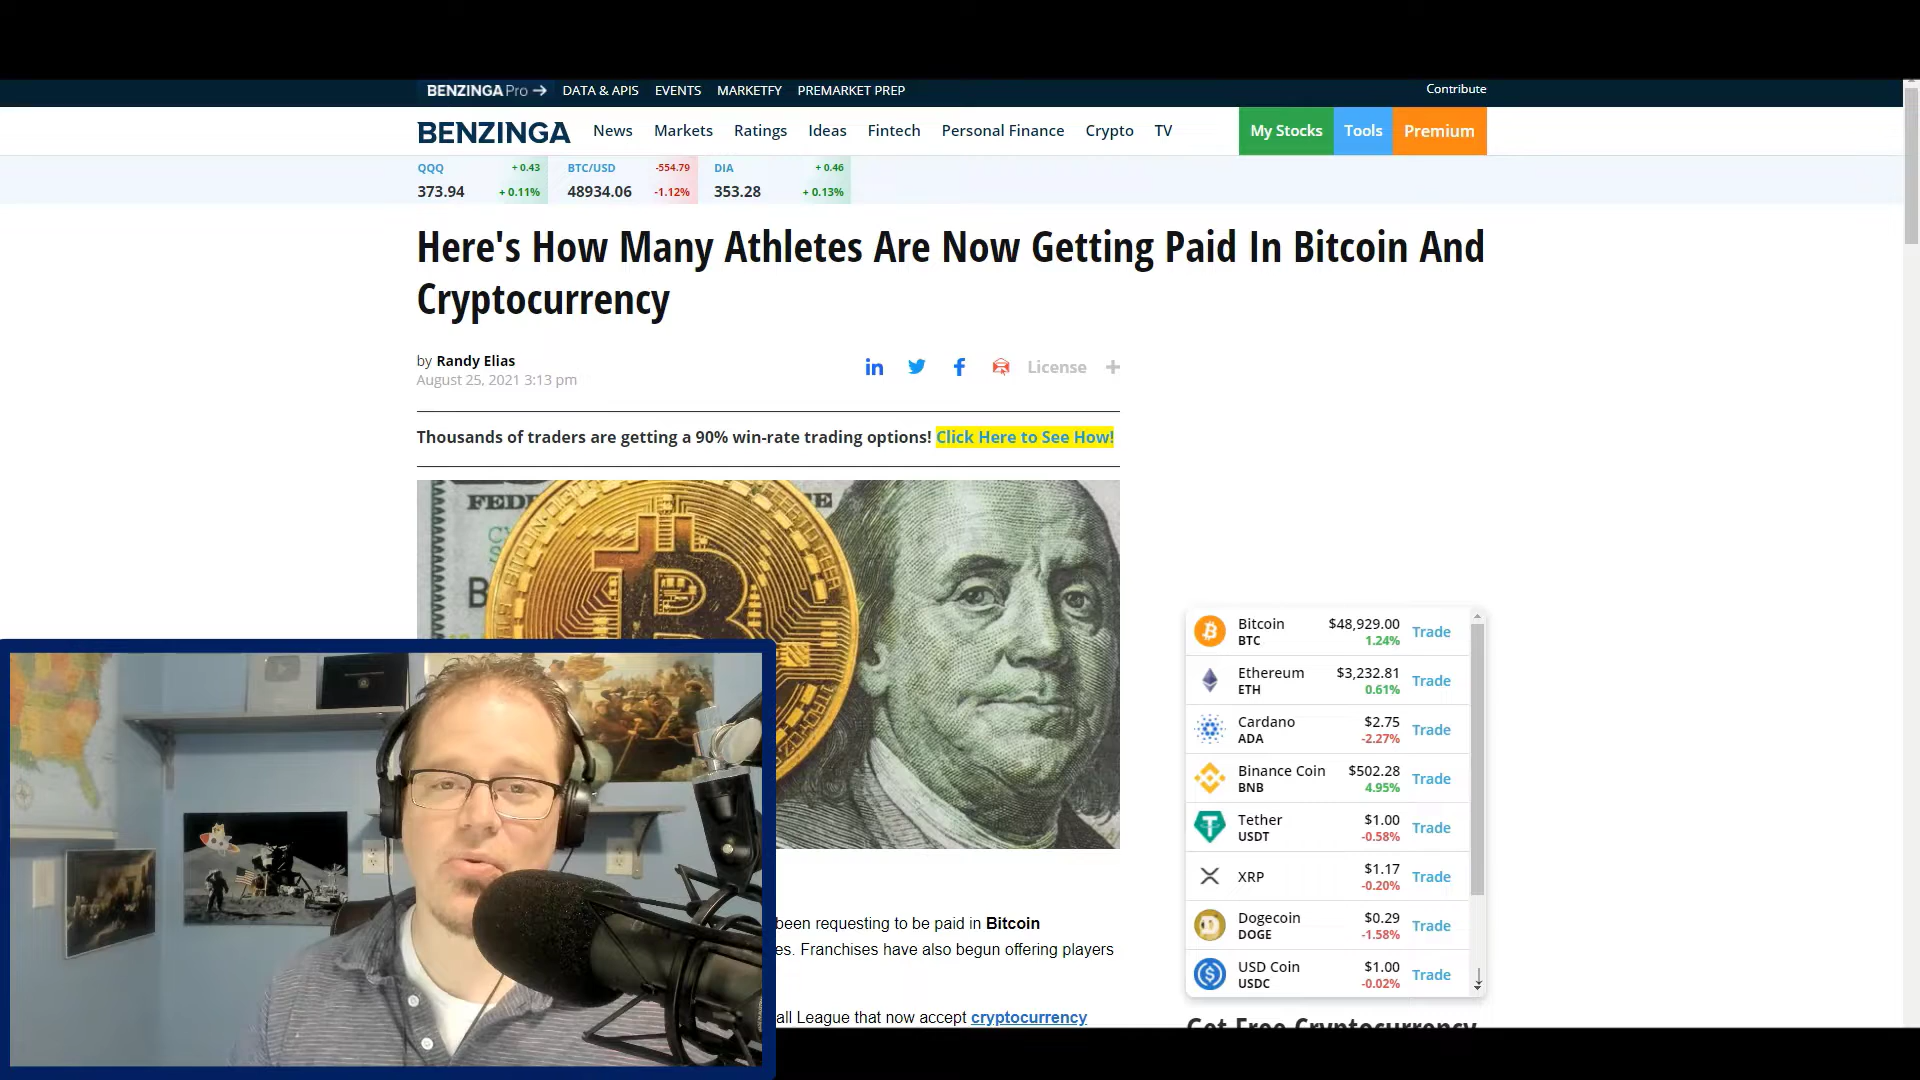 BENZINGA Pro → DATA & APIS EVENTS MARKETFY PREMARKET PREP Contribute
BENZINGA News Markets Ratings Ideas Fintech Personal Finance Crypto TV My Stocks Tools Premium
QQQ + 0.43 BTC/USD -554.79 DIA + 0.46
373.94 + 0.11% 48934.06 -1.12% 353.28 + 0.13%
Here's How Many Athletes Are Now Getting Paid In Bitcoin And
Cryptocurrency
by Randy Elias
August 25, 2021 3:13 pm
in License +
Thousands of traders are getting a 90% win-rate trading options! Click Here to See How!
FEDE
been requesting to be paid in Bitcoin
es. Franchises have also begun offering players
all League that now accept cryptocurrency
Bitcoin $48,929.00 Trade
BTC 1.24%
Ethereum $3,232.81 Trade
ETH 0.61%
Cardano $2.75 Trade
ADA -2.27%
Binance Coin $502.28 Trade
BNB 4.95%
Tether $1.00 Trade
USDT -0.58%
XRP $1.17 Trade
-0.20%
Dogecoin $0.29 Trade
DOGE -1.58%
USD Coin $1.00 Trade
USDC -0.02%
Get Free Cryptocurrency